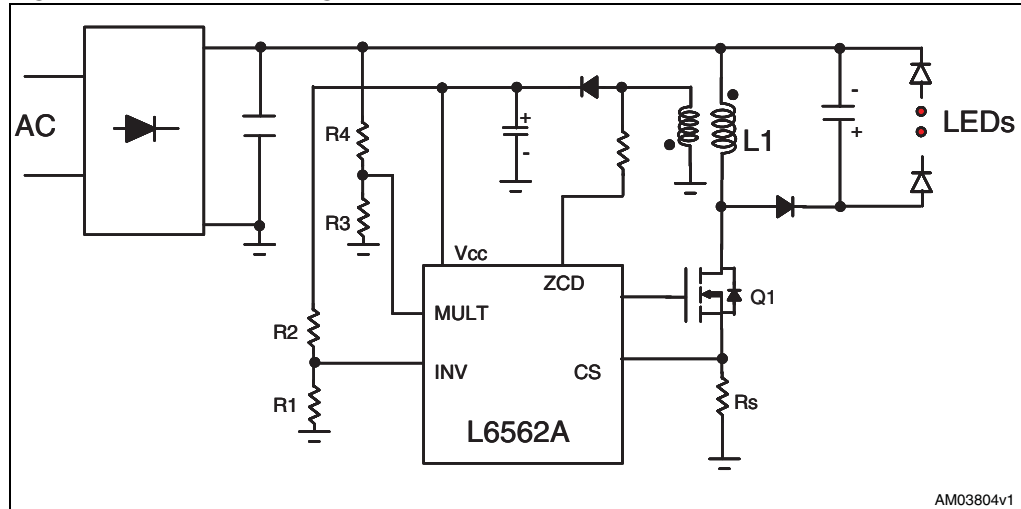 AC
R4
R3
L1
-
+
LEDs
+
-
Vcc
ZCD
Q1
MULT
R2
INV
CS
R1
Rs
L6562A
AM03804v1